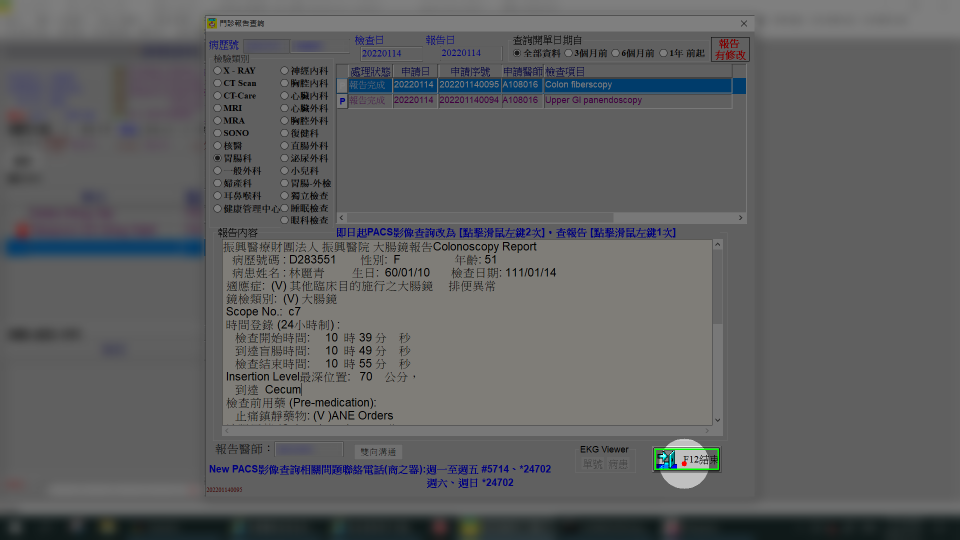 門診報告查詢
病歷號
檢查日 報告日
20220114 20220114
查詢開單日期自
全部資料 3個月前 6個月前 1年 前起
報告
有修改
檢驗類別
X - RAY 神經內科
CT Scan 胸腔內科
CT-Care 心臟內科
MRI 心臟外科
MRA 胸腔外科
SONO 復健科
核醫 直腸外科
胃腸科 泌尿外科
一般外科 小兒科
婦產科 胃腸-外檢
耳鼻喉科 獨立檢查
健康管理中心 睡眠檢查
眼科檢查
處理狀態 申請日 申請序號 申請醫師 檢查項目
報告完成 20220114 202201140095 A108016 Colon fiberscopy
P 報告完成 20220114 202201140094 A108016 Upper GI panendoscopy
報告內容
即日起PACS影像查詢改為 [點擊滑鼠左鍵2次]，查報告 [點擊滑鼠左鍵1次]
振興醫療財團法人 振興醫院 大腸鏡報告Colonoscopy Report
病歷號碼 : D283551 性別: F 年齡: 51
病患姓名 : 林麗青 生日: 60/01/10 檢查日期: 111/01/14
適應症: (V) 其他臨床目的施行之大腸鏡 排便異常
鏡檢類別: (V) 大腸鏡
Scope No.: c7
時間登錄 (24小時制) :
檢查開始時間: 10 時 39 分 秒
到達盲腸時間: 10 時 49 分 秒
檢查結束時間: 10 時 55 分 秒
Insertion Level最深位置: 70 公分，
到達 Cecum
檢查前用藥 (Pre-medication):
止痛鎮靜藥物: (V )ANE Orders
報告醫師：
雙向溝通
EKG Viewer
單號 病患
F12結束
New PACS影像查詢相關問題聯絡電話(商之器):週一至週五 #5714、*24702
週六、週日 *24702
202201140095